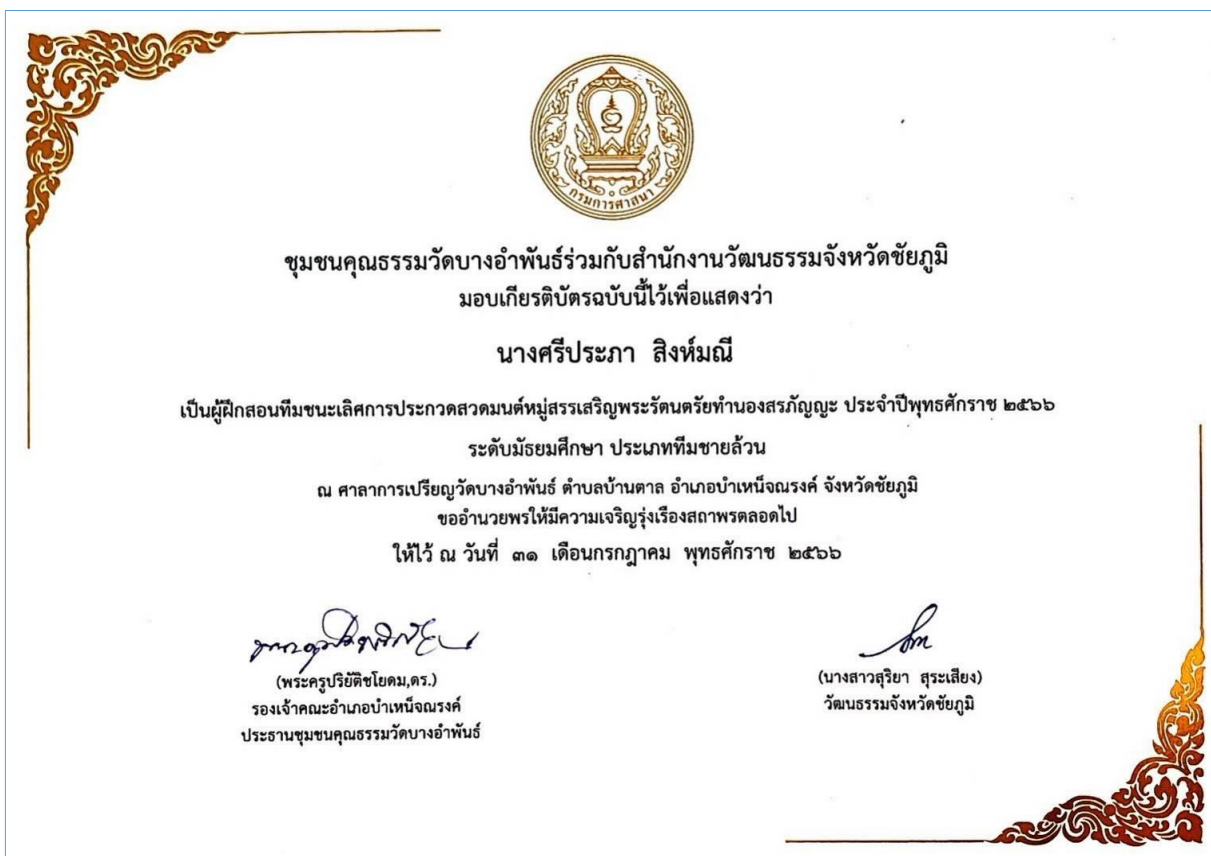 กรมการศาสนา
ชุมชนคุณธรรมวัดบางอำพันธ์ร่วมกับสำนักงานวัฒนธรรมจังหวัดชัยภูมิ
มอบเกียรติบัตรฉบับนี้ไว้เพื่อแสดงว่า
นางศรีประภา สิงห์มณี
เป็นผู้ฝึกสอนทีมชนะเลิศการประกวดสวดมนต์หมู่สรรเสริญพระรัตนตรัยทำนองสรภัญญะ ประจำปีพุทธศักราช ๒๕๖๖
ระดับมัธยมศึกษา ประเภททีมชายล้วน
ณ ศาลาการเปรียญวัดบางอำพันธ์ ตำบลบ้านตาล อำเภอบำเหน็จณรงค์ จังหวัดชัยภูมิ
ขออำนวยพรให้มีความเจริญรุ่งเรืองสถาพรตลอดไป
ให้ไว้ ณ วันที่ ๓๑ เดือนกรกฎาคม พุทธศักราช ๒๕๖๖
(พระครูปริยัติชโยดม,ดร.)
รองเจ้าคณะอำเภอบำเหน็จณรงค์
ประธานชุมชนคุณธรรมวัดบางอำพันธ์
(นางสาวสุริยา สุระเสียง)
วัฒนธรรมจังหวัดชัยภูมิ